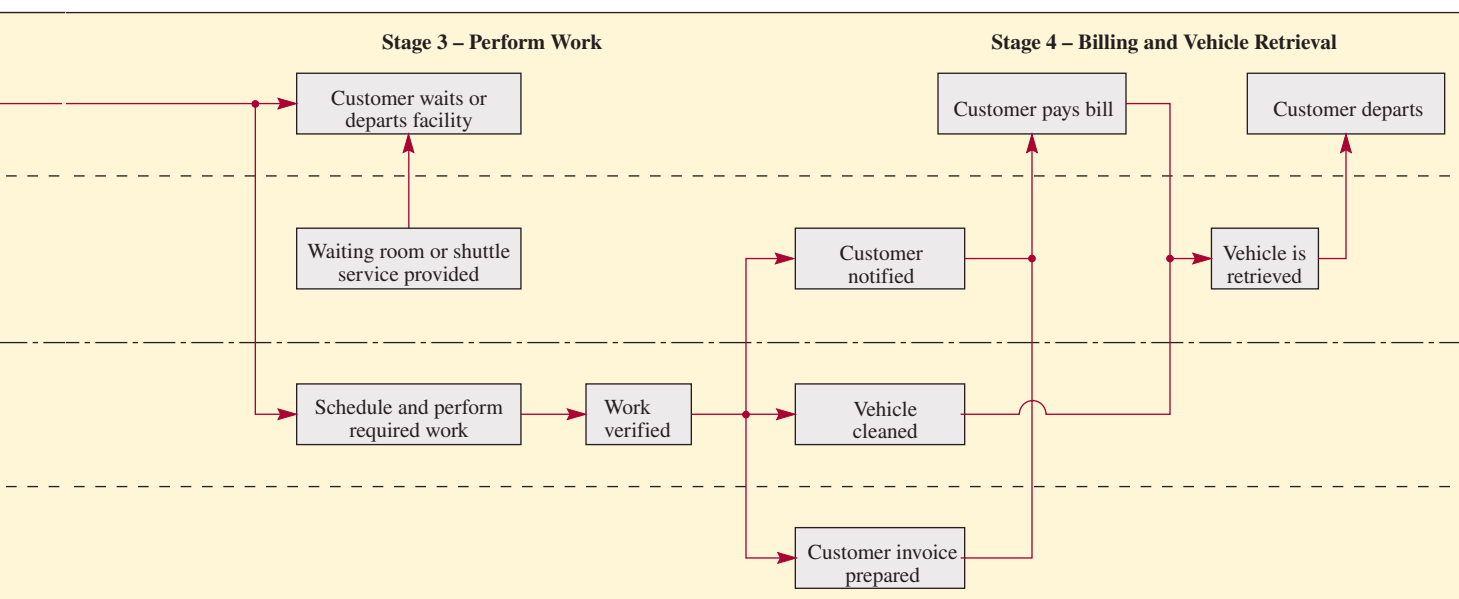 Stage 3 – Perform Work
Stage 4 – Billing and Vehicle Retrieval
Customer waits or
departs facility
Customer pays bill
Customer departs
Waiting room or shuttle
service provided
Customer
notified
Vehicle is
retrieved
Schedule and perform
required work
Work
verified
Vehicle
cleaned
Customer invoice
prepared